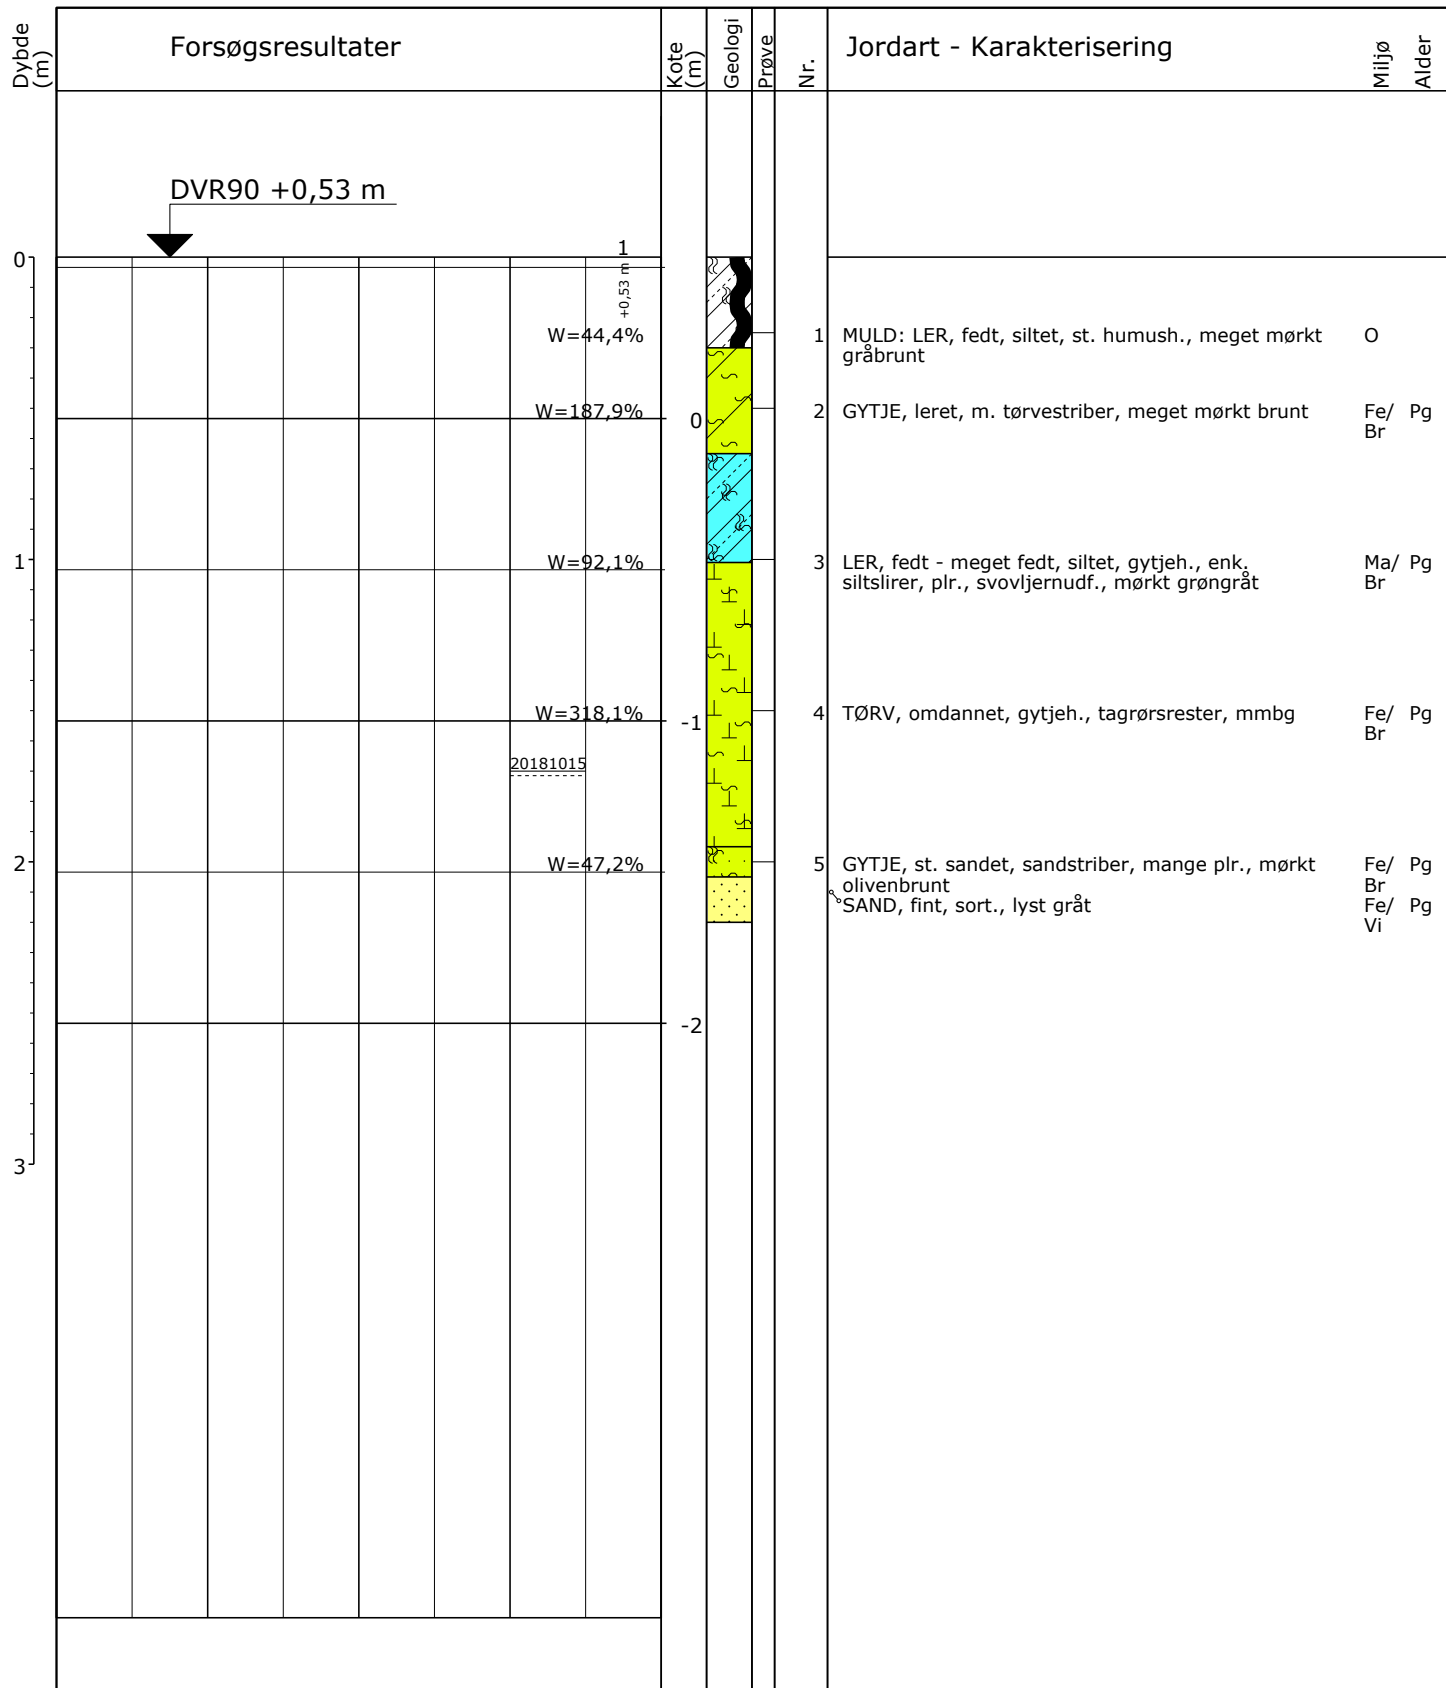 Dybde
(m)
Forsøgsresultater
Kote
(m)
Geologi
Prøve
Nr.
Jordart - Karakterisering
Miljø
Alder
DVR90 +0,53 m
0
1
+0,53 m
W=44,4%
1
MULD: LER, fedt, siltet, st. humush., meget mørkt
gråbrunt
O
W=187,9%
0
2
GYTJE, leret, m. tørvestriber, meget mørkt brunt
Fe/
Br
Pg
1
W=92,1%
3
LER, fedt - meget fedt, siltet, gytjeh., enk.
siltslirer, plr., svovljernudf., mørkt grøngråt
Ma/
Br
Pg
W=318,1%
-1
4
TØRV, omdannet, gytjeh., tagrørsrester, mmbg
Fe/
Br
Pg
20181015
2
W=47,2%
5
GYTJE, st. sandet, sandstriber, mange plr., mørkt
olivenbrunt
Fe/
Br
Pg
SAND, fint, sort., lyst gråt
Fe/
Vi
Pg
-2
3